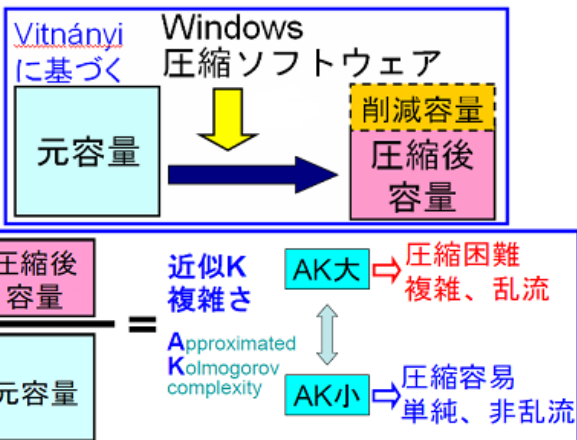 Vitnányi
に基づく
Windows
圧縮ソフトウェア
元容量
削減容量
圧縮後
容量
圧縮後
容量
元容量
=
近似K
複雑さ
Approximated
Kolmogorov
complexity
AK大
圧縮困難
複雑、乱流
AK小
圧縮容易
単純、非乱流